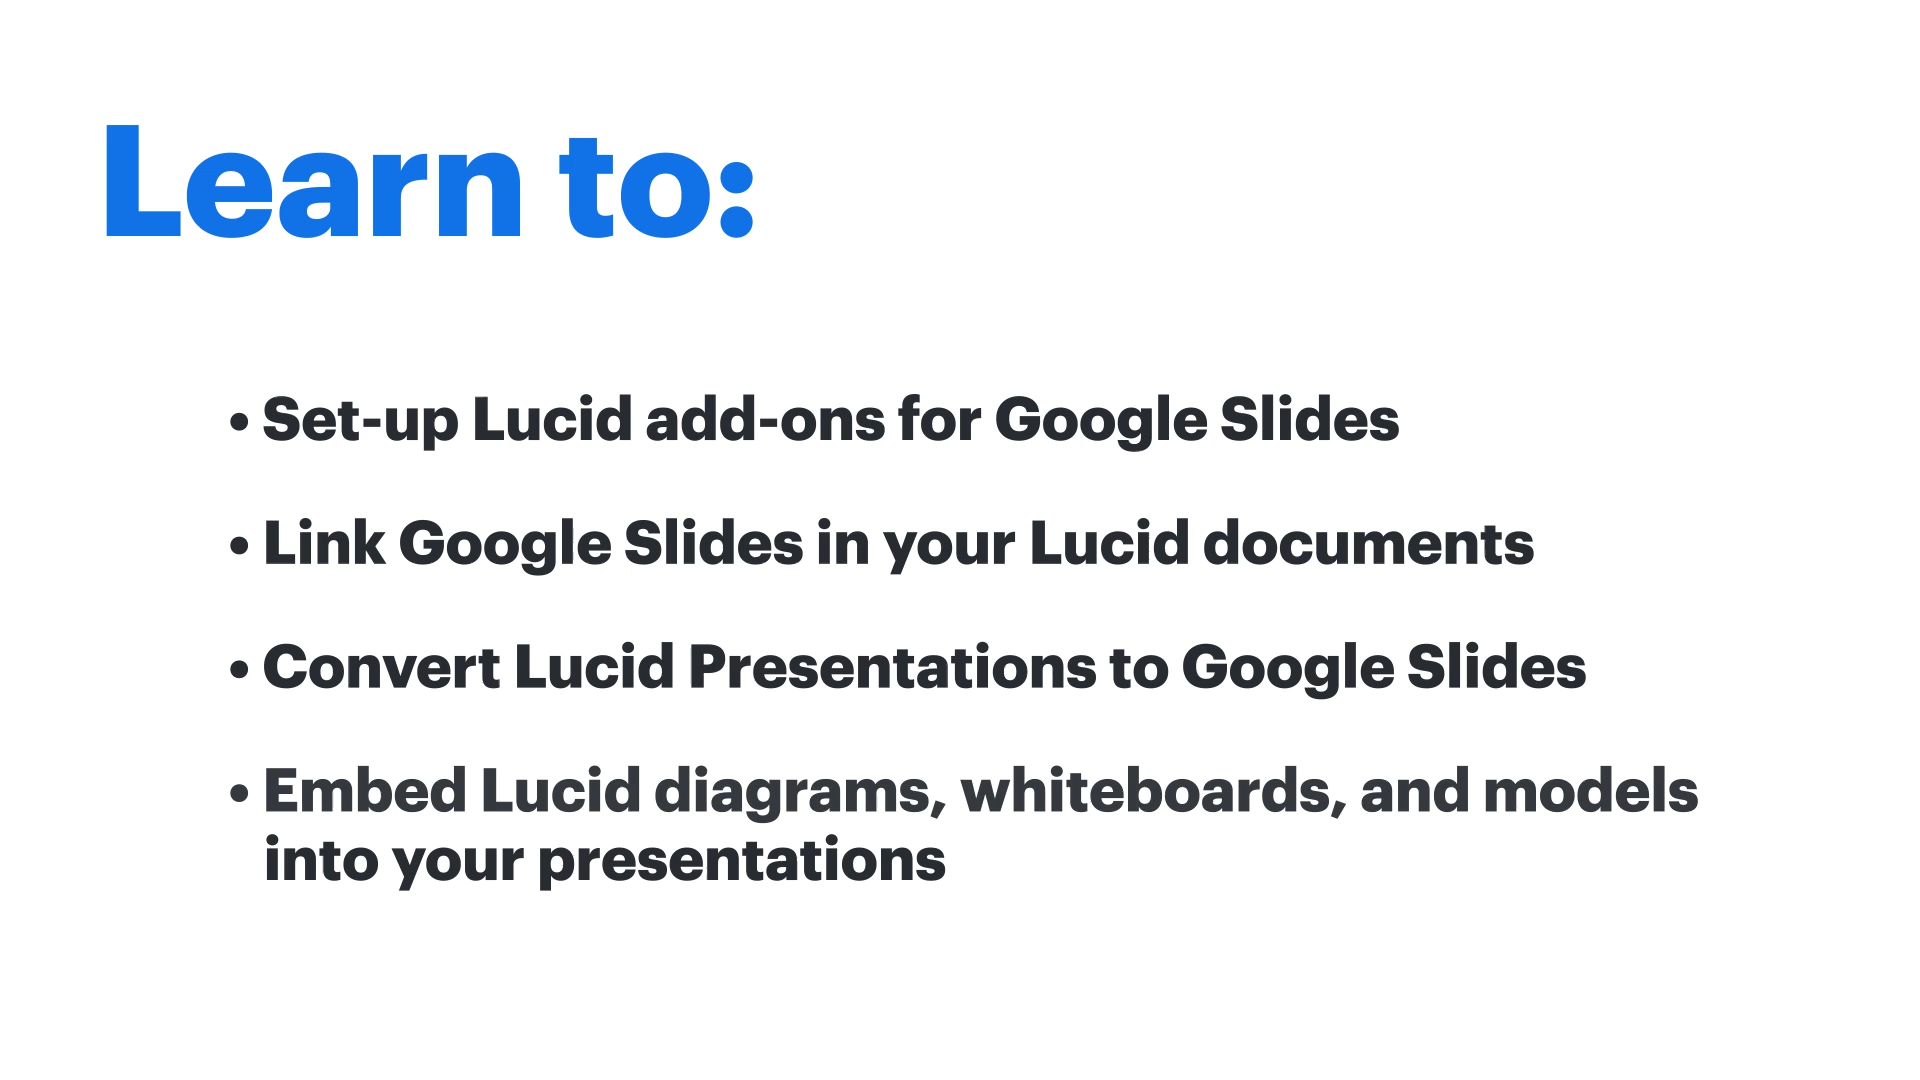 Learn to:
• Set-up Lucid add-ons for Google Slides
• Link Google Slides in your Lucid documents
• Convert Lucid Presentations to Google Slides
• Embed Lucid diagrams, whiteboards, and models
into your presentations